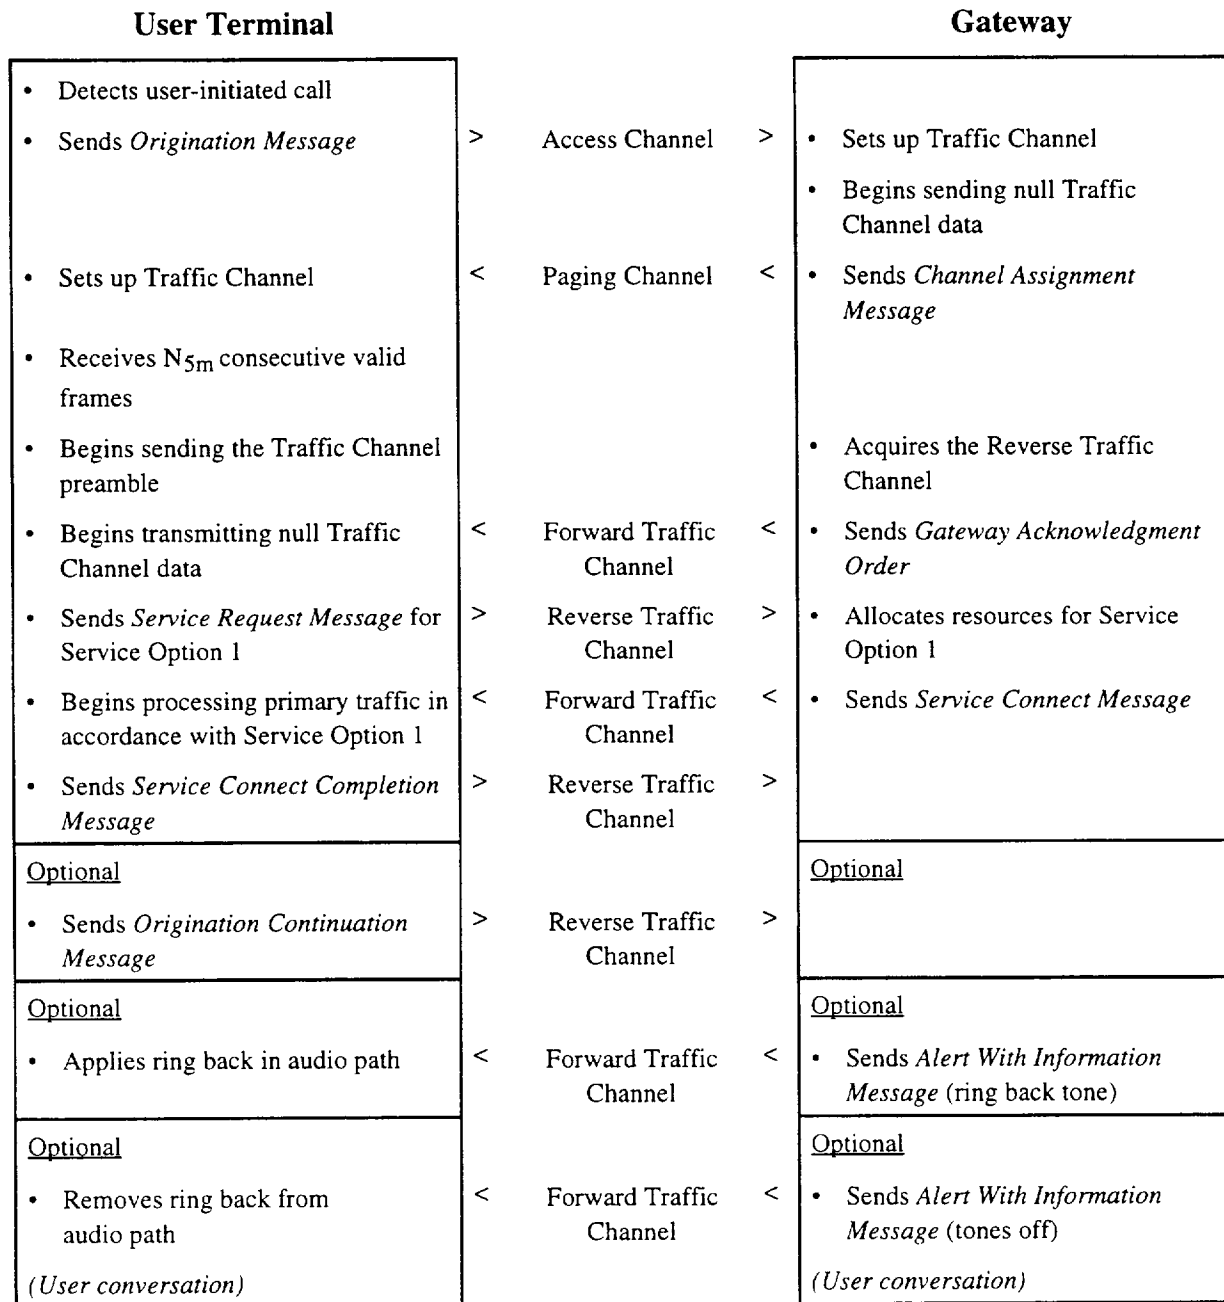 User Terminal Gateway
• Detects user-initiated call
• Sends Origination Message > Access Channel > • Sets up Traffic Channel
• Begins sending null Traffic
Channel data
• Sets up Traffic Channel < Paging Channel < • Sends Channel Assignment
Message
• Receives N5m consecutive valid
frames
• Begins sending the Traffic Channel • Acquires the Reverse Traffic
preamble Channel
• Begins transmitting null Traffic < Forward Traffic < • Sends Gateway Acknowledgment
Channel data Channel Order
• Sends Service Request Message for > Reverse Traffic > • Allocates resources for Service
Service Option 1 Channel Option 1
• Begins processing primary traffic in < Forward Traffic < • Sends Service Connect Message
accordance with Service Option 1 Channel
• Sends Service Connect Completion > Reverse Traffic >
Message Channel
Optional Optional
• Sends Origination Continuation > Reverse Traffic >
Message Channel
Optional Optional
• Applies ring back in audio path < Forward Traffic < • Sends Alert With Information
Channel Message (ring back tone)
Optional Optional
• Removes ring back from < Forward Traffic < • Sends Alert With Information
audio path Channel Message (tones off)
(User conversation) (User conversation)